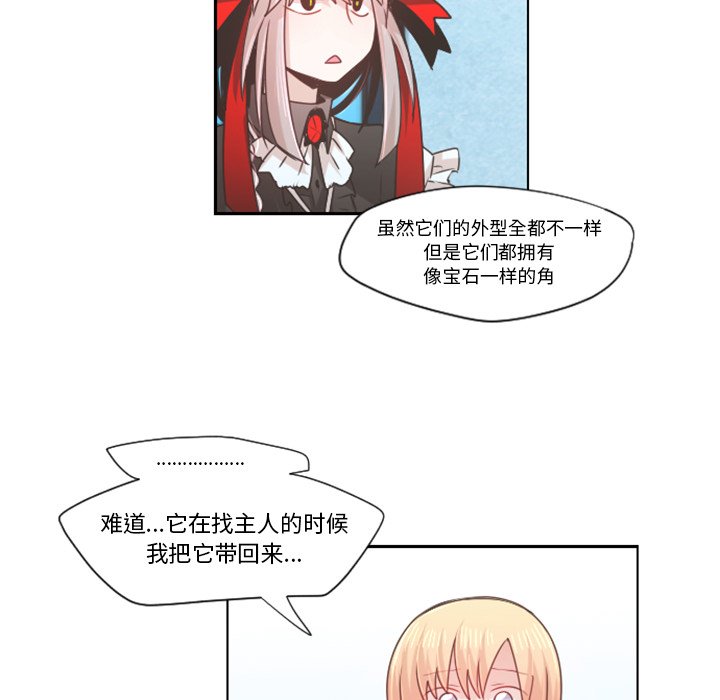 虽然它们的外型全都不一样
但是它们都拥有
像宝石一样的角
..................
难道...它在找主人的时候
我把它带回来...